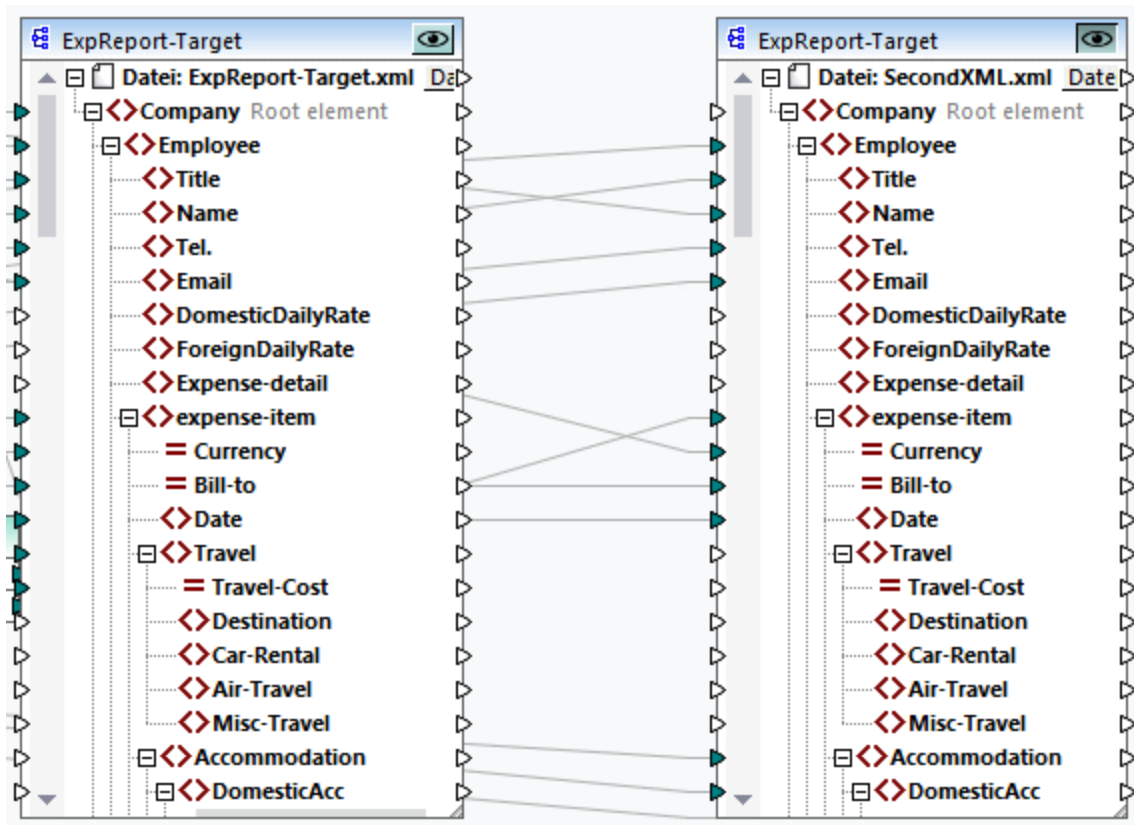 ExpReport-Target
Datei: ExpReport-Target.xml Da
Company Root element
Employee
Title
Name
Tel.
Email
DomesticDailyRate
ForeignDailyRate
Expense-detail
expense-item
Currency
Bill-to
Date
Travel
Travel-Cost
Destination
Car-Rental
Air-Travel
Misc-Travel
Accommodation
DomesticAcc
ExpReport-Target
Datei: SecondXML.xml Date
Company Root element
Employee
Title
Name
Tel.
Email
DomesticDailyRate
ForeignDailyRate
Expense-detail
expense-item
Currency
Bill-to
Date
Travel
Travel-Cost
Destination
Car-Rental
Air-Travel
Misc-Travel
Accommodation
DomesticAcc